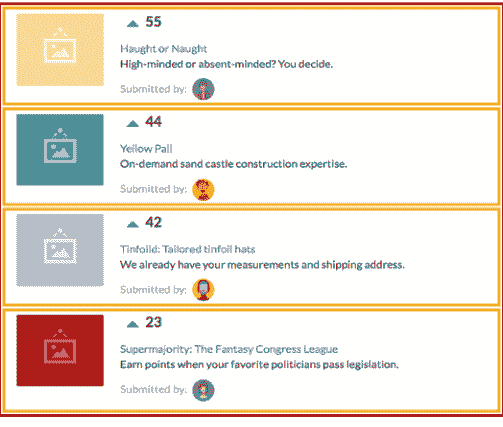 55
Haught or Naught
High-minded or absent-minded? You decide.
Submitted by:
44
Yellow Pail
On-demand sand castle construction expertise.
Submitted by:
42
Tinfoild: Tailored tinfoil hats
We already have your measurements and shipping address.
Submitted by:
23
Supermajority: The Fantasy Congress League
Earn points when your favorite politicians pass legislation.
Submitted by: